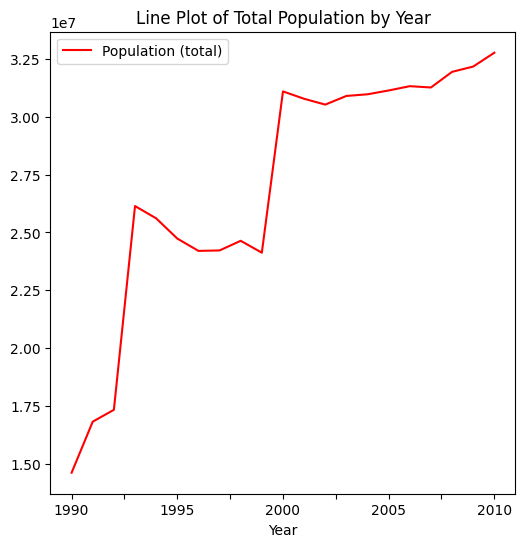 Line Plot of Total Population by Year
1e7
Population (total)
3.25
3.00
2.75
2.50
2.25
2.00
1.75
1.50
1990 1995 2000 2005 2010
Year